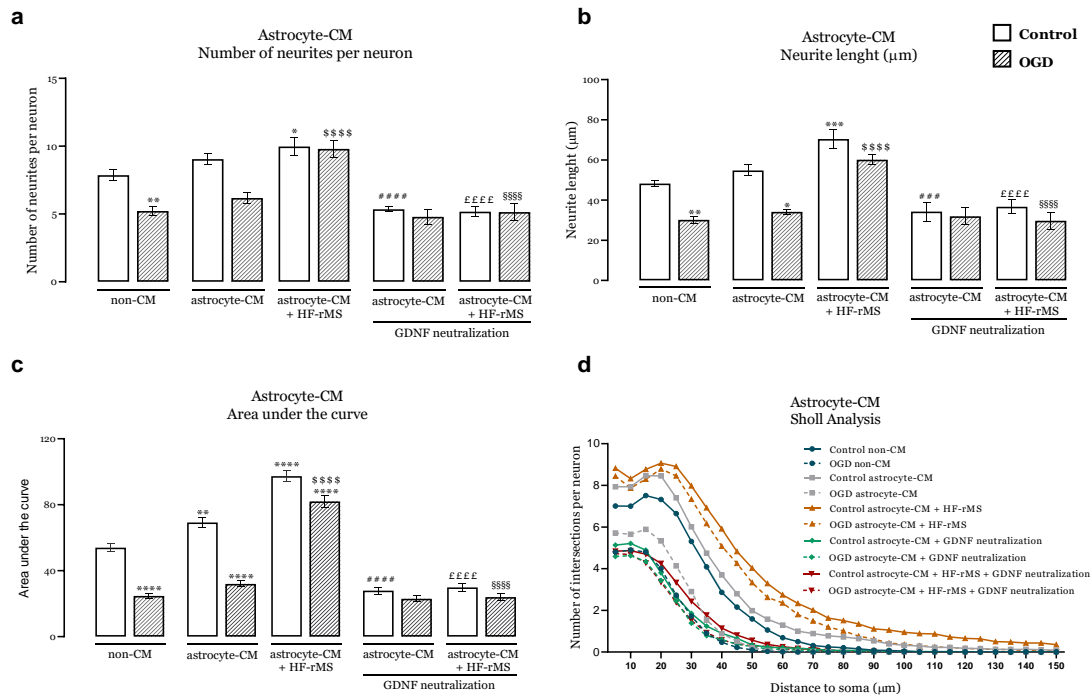 a
Astrocyte-CM
Number of neurites per neuron
Number of neurites per neuron
15
10
5
0
**
*
$$$$
####
££££
§§§§
non-CM
astrocyte-CM
astrocyte-CM
+ HF-rMS
astrocyte-CM
astrocyte-CM
+ HF-rMS
GDNF neutralization
b
Astrocyte-CM
Neurite lenght (μm)
Control
OGD
Neurite lenght (μm)
100
80
60
40
20
0
**
*
***
$$$$
###
££££
§§§§
non-CM
astrocyte-CM
astrocyte-CM
+ HF-rMS
astrocyte-CM
astrocyte-CM
+ HF-rMS
GDNF neutralization
c
Astrocyte-CM
Area under the curve
Area under the curve
120
80
40
0
****
**
****
****
$$$$
****
####
££££
§§§§
non-CM
astrocyte-CM
astrocyte-CM
+ HF-rMS
astrocyte-CM
astrocyte-CM
+ HF-rMS
GDNF neutralization
d
Astrocyte-CM
Sholl Analysis
Number of intersections per neuron
10
8
6
4
2
0
Control non-CM
OGD non-CM
Control astrocyte-CM
OGD astrocyte-CM
Control astrocyte-CM + HF-rMS
OGD astrocyte-CM + HF-rMS
Control astrocyte-CM + GDNF neutralization
OGD astrocyte-CM + GDNF neutralization
Control astrocyte-CM + HF-rMS + GDNF neutralization
OGD astrocyte-CM + HF-rMS + GDNF neutralization
10 20 30 40 50 60 70 80 90 100 110 120 130 140 150
Distance to soma (μm)